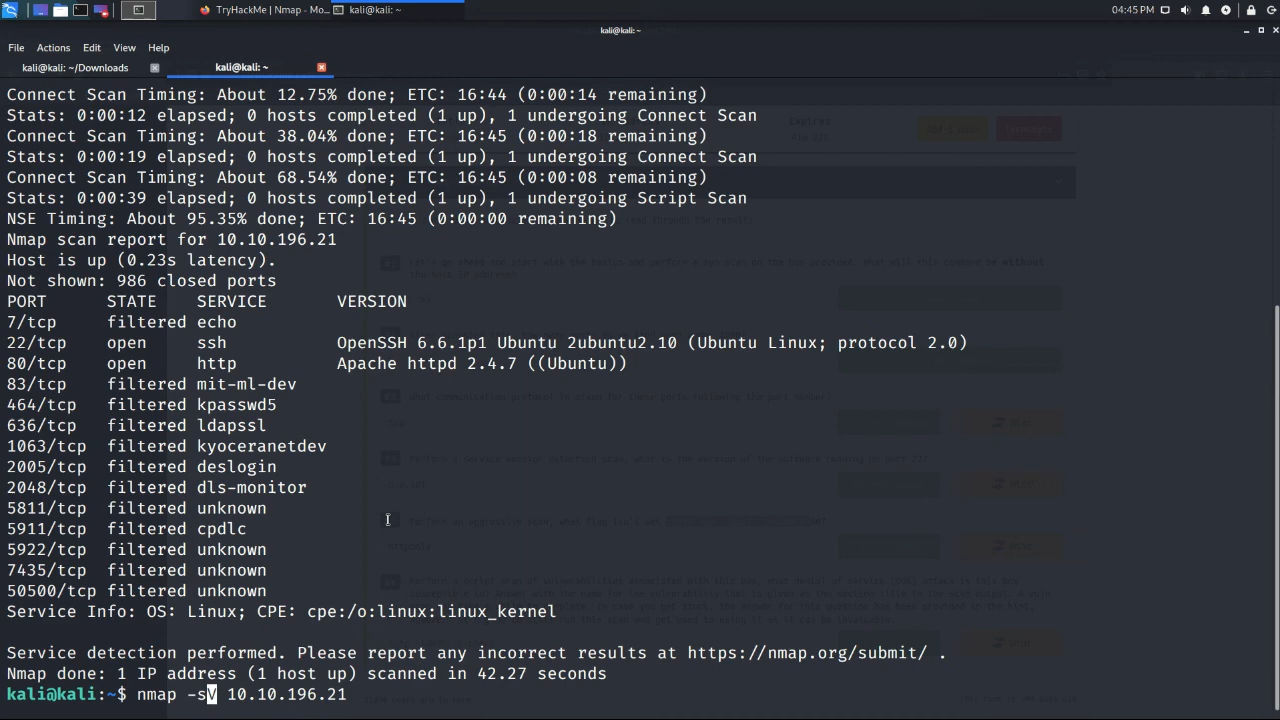 TryHackMe | Nmap - Mo... kali@kali: ~ 04:45 PM
kali@kali: ~
File Actions Edit View Help
kali@kali: ~/Downloads kali@kali: ~
Connect Scan Timing: About 12.75% done; ETC: 16:44 (0:00:14 remaining)
Stats: 0:00:12 elapsed; 0 hosts completed (1 up), 1 undergoing Connect Scan
Connect Scan Timing: About 38.04% done; ETC: 16:45 (0:00:18 remaining)
Stats: 0:00:19 elapsed; 0 hosts completed (1 up), 1 undergoing Connect Scan
Connect Scan Timing: About 68.54% done; ETC: 16:45 (0:00:08 remaining)
Stats: 0:00:39 elapsed; 0 hosts completed (1 up), 1 undergoing Script Scan
NSE Timing: About 95.35% done; ETC: 16:45 (0:00:00 remaining)
Nmap scan report for 10.10.196.21
Host is up (0.23s latency).
Not shown: 986 closed ports
PORT STATE SERVICE VERSION
7/tcp filtered echo
22/tcp open ssh OpenSSH 6.6.1p1 Ubuntu 2ubuntu2.10 (Ubuntu Linux; protocol 2.0)
80/tcp open http Apache httpd 2.4.7 ((Ubuntu))
83/tcp filtered mit-ml-dev
464/tcp filtered kpasswd5
636/tcp filtered ldapssl
1063/tcp filtered kyoceranetdev
2005/tcp filtered deslogin
2048/tcp filtered dls-monitor
5811/tcp filtered unknown
5911/tcp filtered cpdlc
5922/tcp filtered unknown
7435/tcp filtered unknown
50500/tcp filtered unknown
Service Info: OS: Linux; CPE: cpe:/o:linux:linux_kernel
Service detection performed. Please report any incorrect results at https://nmap.org/submit/ .
Nmap done: 1 IP address (1 host up) scanned in 42.27 seconds
kali@kali:~$ nmap -sV 10.10.196.21